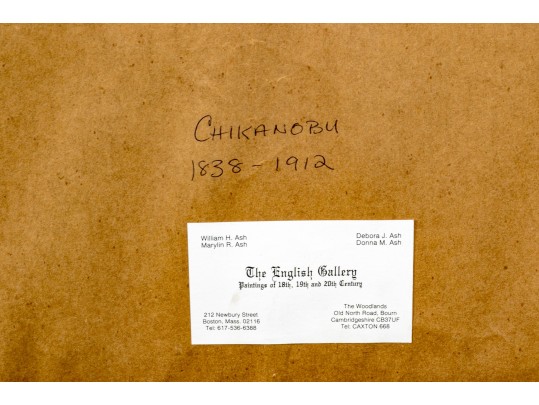 CHIKANOBU
1838-1912
William H. Ash
Marylin R. Ash
Debora J. Ash
Donna M. Ash
The English Gallery
Paintings of 18th, 19th and 20th Century
212 Newbury Street
Boston, Mass. 02116
Tel: 617-536-6388
The Woodlands
Old North Road, Bourn
Cambridgeshire CB37UF
Tel: CAXTON 668